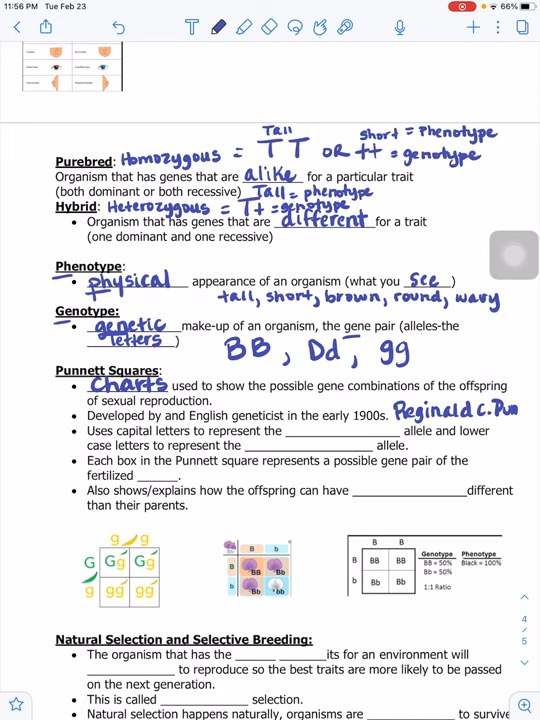 11:56 PM Tue Feb 23
66%
Tall
Purebred: Homozygous = TT OR tt short = Phenotype
= genotype
Organism that has genes that are alike for a particular trait
(both dominant or both recessive) Tall = phenotype
Hybrid: Heterozygous = Tt = genotype
• Organism that has genes that are different for a trait
(one dominant and one recessive)
Phenotype:
• physical appearance of an organism (what you see)
tall, short, brown, round, wavy
Genotype:
• genetic make-up of an organism, the gene pair (alleles-the
letters)
BB, Dd, gg
Punnett Squares:
• Charts used to show the possible gene combinations of the offspring
of sexual reproduction.
• Developed by and English geneticist in the early 1900s. Reginald C. Pun
• Uses capital letters to represent the ____ allele and lower
case letters to represent the ____ allele.
• Each box in the Punnett square represents a possible gene pair of the
fertilized ____.
• Also shows/explains how the offspring can have ____ different
than their parents.
g g
G Gg Gg
g gg gg
B b
B BB Bb
b Bb bb
B B
B BB BB
b Bb Bb
Genotype Phenotype
BB = 50% Black = 100%
Bb = 50%
1:1 Ratio
4
/
5
Natural Selection and Selective Breeding:
• The organism that has the ____ ____its for an environment will
____ to reproduce so the best traits are more likely to be passed
on the next generation.
• This is called ____ selection.
• Natural selection happens naturally, organisms are ____ to survive